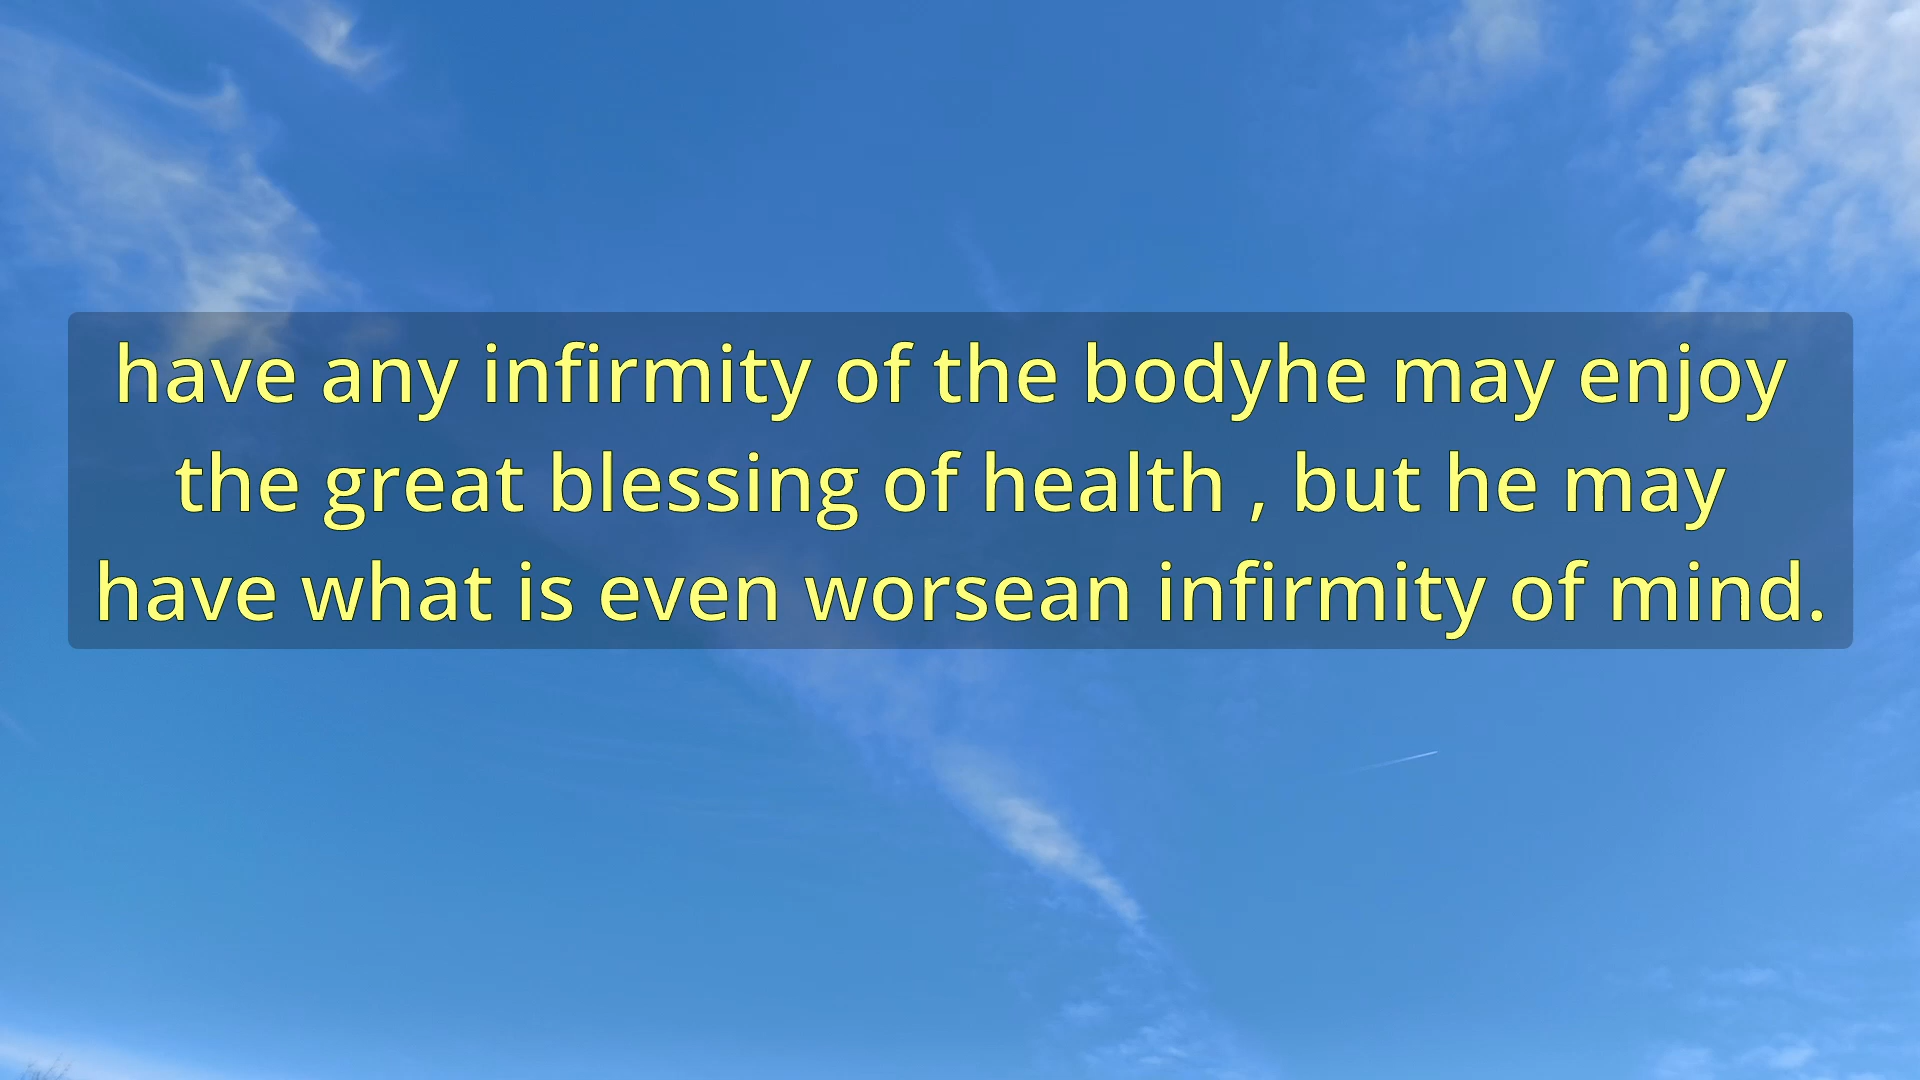 have any infirmity of the bodyhe may enjoy
the great blessing of health , but he may
have what is even worsean infirmity of mind.